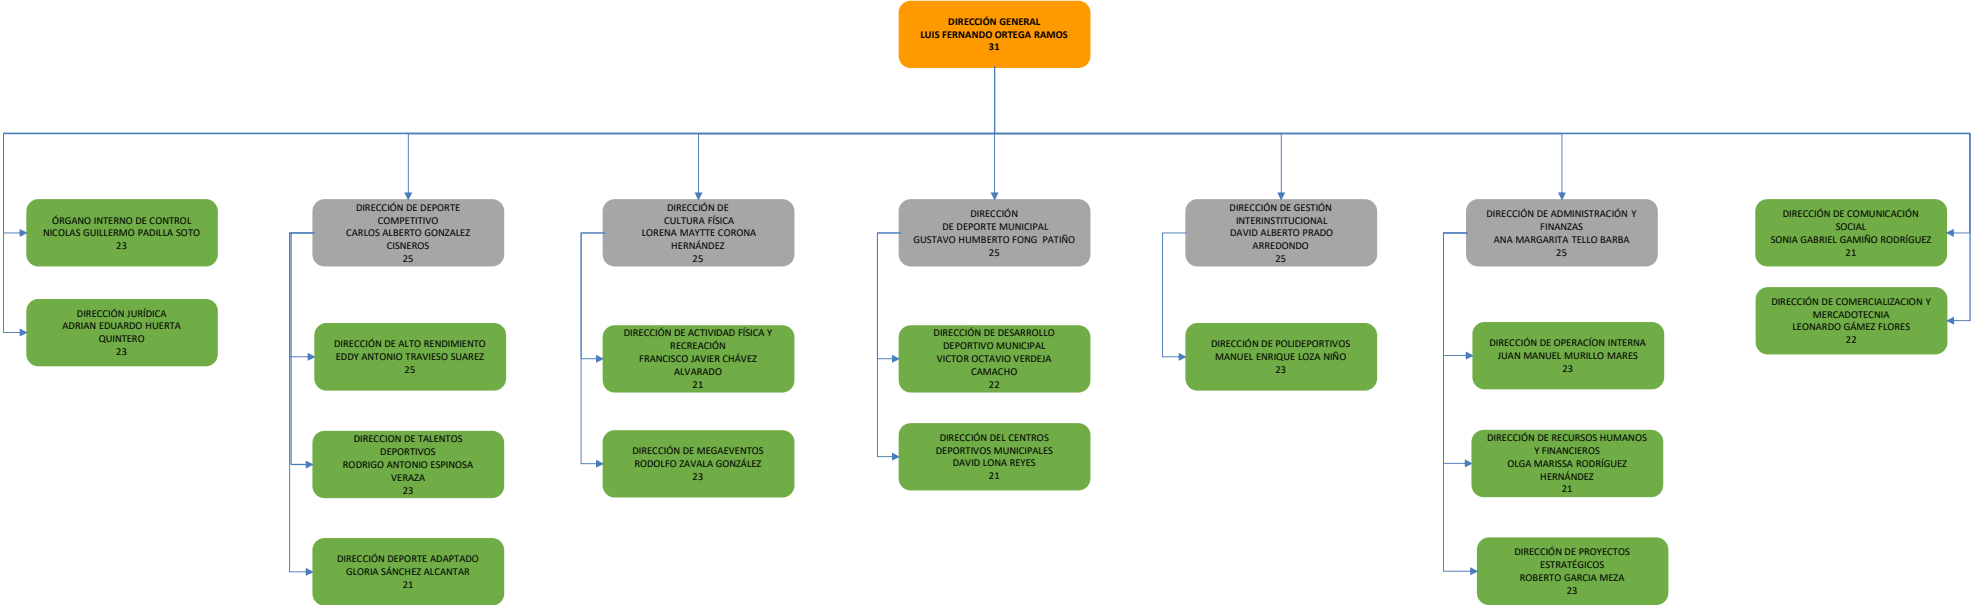 DIRECCIÓN GENERAL
LUIS FERNANDO ORTEGA RAMOS
31
ÓRGANO INTERNO DE CONTROL
NICOLAS GUILLERMO PADILLA SOTO
23
DIRECCIÓN JURÍDICA
ADRIAN EDUARDO HUERTA
QUINTERO
23
DIRECCIÓN DE DEPORTE
COMPETITIVO
CARLOS ALBERTO GONZALEZ
CISNEROS
25
DIRECCIÓN DE ALTO RENDIMIENTO
EDDY ANTONIO TRAVIESO SUAREZ
25
DIRECCION DE TALENTOS
DEPORTIVOS
RODRIGO ANTONIO ESPINOSA
VERAZA
23
DIRECCIÓN DEPORTE ADAPTADO
GLORIA SÁNCHEZ ALCANTAR
21
DIRECCIÓN DE
CULTURA FÍSICA
LORENA MAYTTE CORONA
HERNÁNDEZ
25
DIRECCIÓN DE ACTIVIDAD FÍSICA Y
RECREACIÓN
FRANCISCO JAVIER CHÁVEZ
ALVARADO
21
DIRECCIÓN DE MEGAEVENTOS
RODOLFO ZAVALA GONZÁLEZ
23
DIRECCIÓN
DE DEPORTE MUNICIPAL
GUSTAVO HUMBERTO FONG PATIÑO
25
DIRECCIÓN DE DESARROLLO
DEPORTIVO MUNICIPAL
VICTOR OCTAVIO VERDEJA
CAMACHO
22
DIRECCIÓN DEL CENTROS
DEPORTIVOS MUNICIPALES
DAVID LONA REYES
21
DIRECCIÓN DE GESTIÓN
INTERINSTITUCIONAL
DAVID ALBERTO PRADO
ARREDONDO
25
DIRECCIÓN DE POLIDEPORTIVOS
MANUEL ENRIQUE LOZA NIÑO
23
DIRECCIÓN DE ADMINISTRACIÓN Y
FINANZAS
ANA MARGARITA TELLO BARBA
25
DIRECCIÓN DE OPERACÍON INTERNA
JUAN MANUEL MURILLO MARES
23
DIRECCIÓN DE RECURSOS HUMANOS
Y FINANCIEROS
OLGA MARISSA RODRÍGUEZ
HERNÁNDEZ
21
DIRECCIÓN DE PROYECTOS
ESTRATÉGICOS
ROBERTO GARCIA MEZA
23
DIRECCIÓN DE COMUNICACIÓN
SOCIAL
SONIA GABRIEL GAMIÑO RODRÍGUEZ
21
DIRECCIÓN DE COMERCIALIZACION Y
MERCADOTECNIA
LEONARDO GÁMEZ FLORES
22